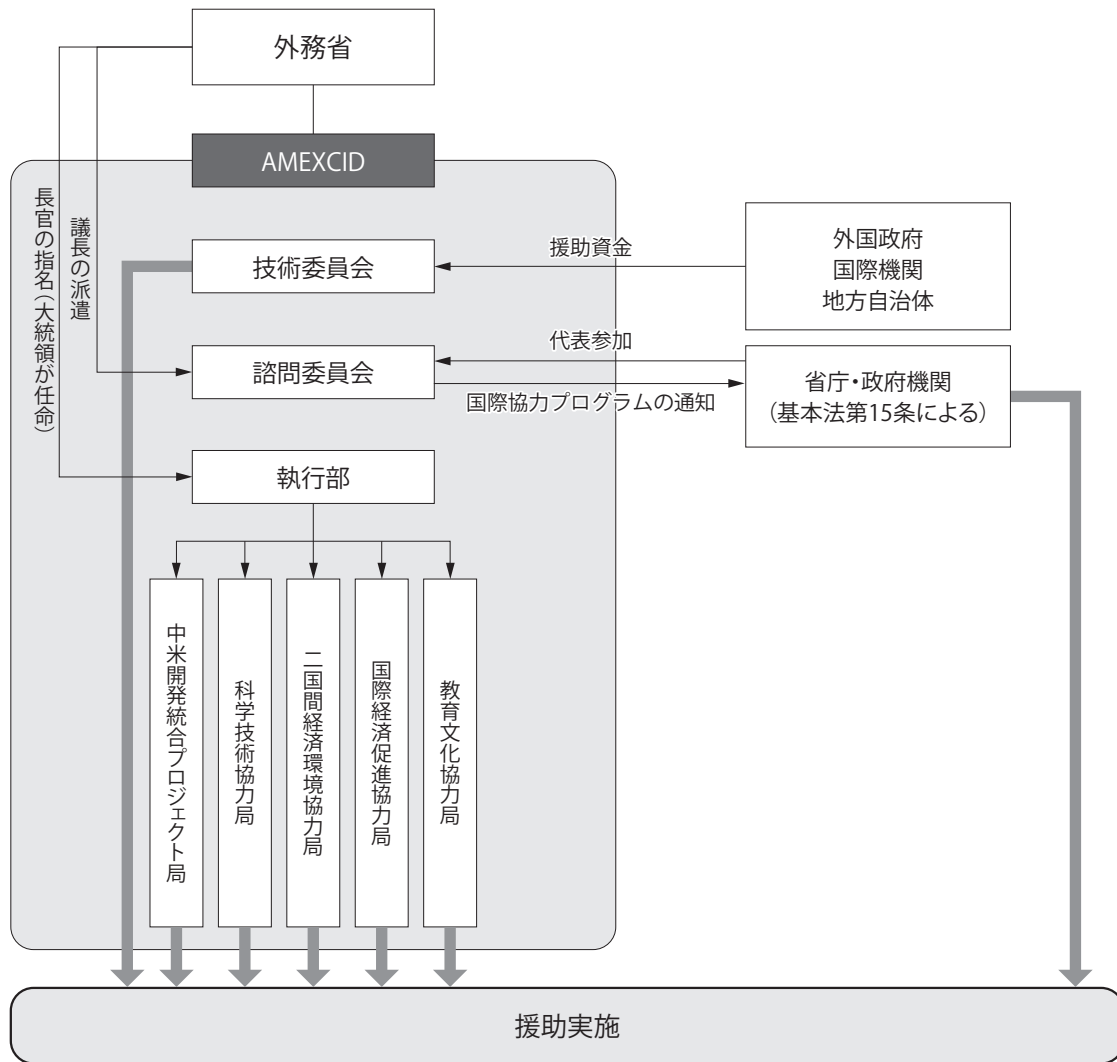 外務省
AMEXCID
長官の指名（大統領が任命）
議長の派遣
技術委員会
援助資金
外国政府
国際機関
地方自治体
諮問委員会
代表参加
国際協力プログラムの通知
省庁・政府機関
（基本法第15条による）
執行部
中米開発統合プロジェクト局
科学技術協力局
二国間経済環境協力局
国際経済促進協力局
教育文化協力局
援助実施